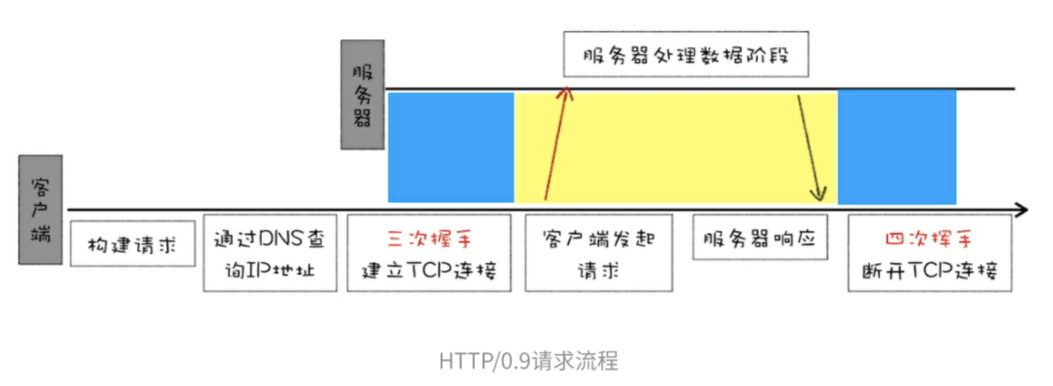 服务器处理数据阶段
服务器
客户端
构建请求
通过DNS查
询IP地址
三次握手
建立TCP连接
客户端发起
请求
服务器响应
四次挥手
断开TCP连接
HTTP/0.9请求流程